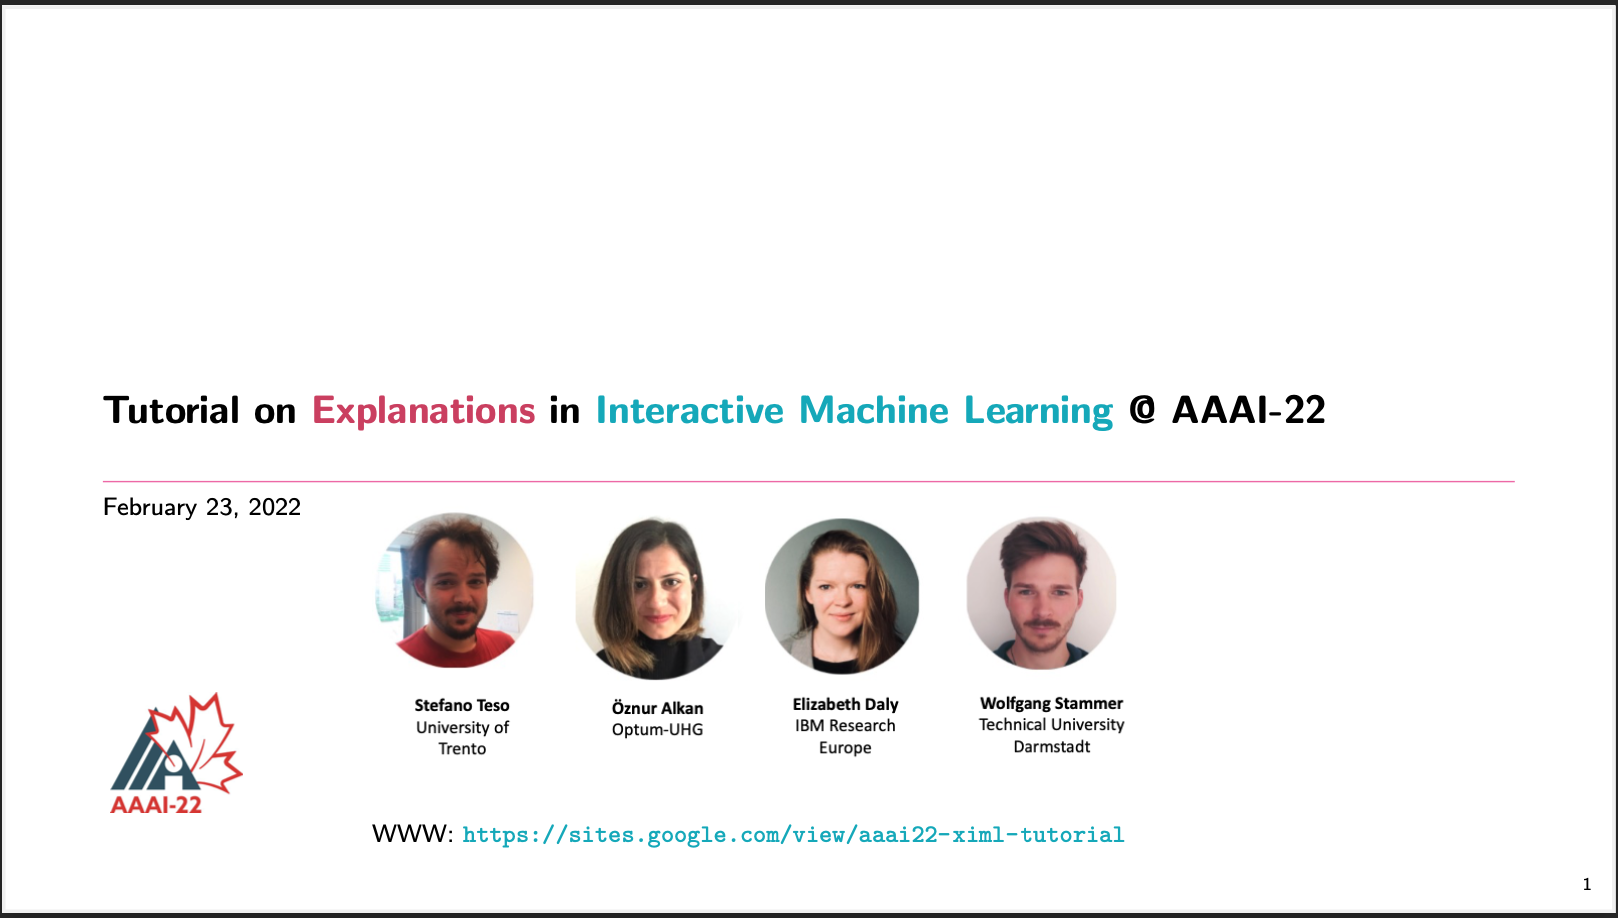 Tutorial on Explanations in Interactive Machine Learning @ AAAI-22
February 23, 2022
Stefano Teso
University of
Trento
Öznur Alkan
Optum-UHG
Elizabeth Daly
IBM Research
Europe
Wolfgang Stammer
Technical University
Darmstadt
AAAI-22
WWW: https://sites.google.com/view/aaai22-ximl-tutorial
1